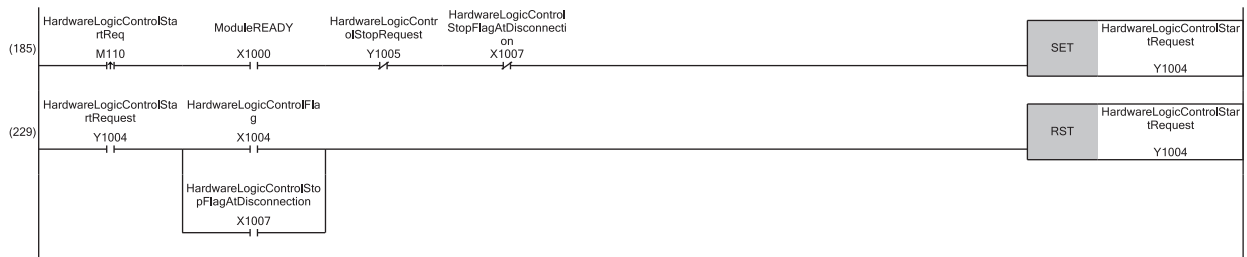 HardwareLogicControlSta
rtReq
M110
ModuleREADY
X1000
HardwareLogicContr
olStopRequest
Y1005
HardwareLogicControl
StopFlagAtDisconnecti
on
X1007
(185)
SET
HardwareLogicControlStar
tRequest
Y1004
HardwareLogicControlSta
rtRequest
Y1004
HardwareLogicControlFla
g
X1004
(229)
RST
HardwareLogicControlStar
tRequest
Y1004
HardwareLogicControlSto
pFlagAtDisconnection
X1007